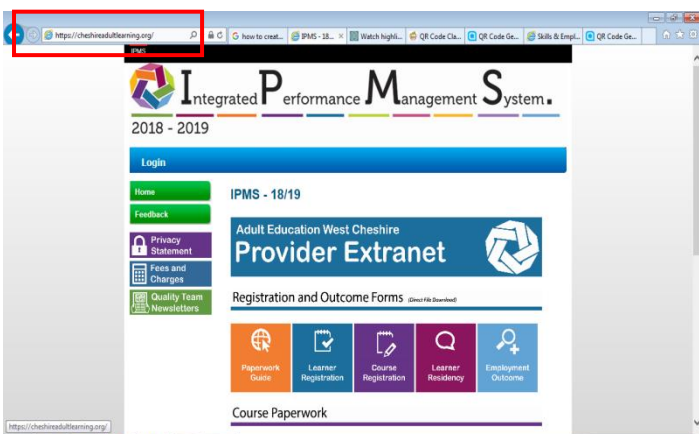 https://cheshireadultlearning.org/
G how to creat...
IPMS - 18...
Watch highli...
QR Code Cla...
QR Code Ge...
Skills & Empl...
QR Code Ge...
IPMS
Integrated Performance Management System.
2018 - 2019
Login
Home
Feedback
Privacy
Statement
Fees and
Charges
Quality Team
Newsletters
IPMS - 18/19
Adult Education West Cheshire
Provider Extranet
Registration and Outcome Forms (Direct File Download)
Paperwork
Guide
Learner
Registration
Course
Registration
Learner
Residency
Employment
Outcome
Course Paperwork
https://cheshireadultlearning.org/